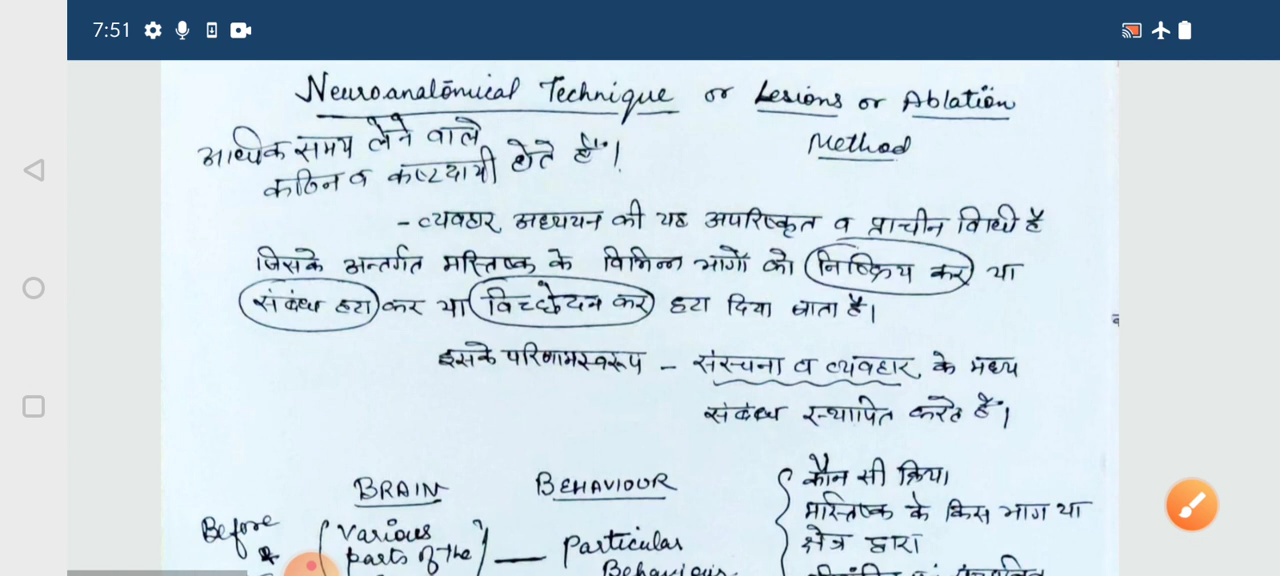 7:51
Neuroanatomical Technique or Lesions or Ablation
Method
अधिक समय लेने वाले
कठिन व कष्टदायी होते हैं।
- व्यवहार अध्ययन की यह अपरिष्कृत व प्राचीन विधि है
जिसके अन्तर्गत मस्तिष्क के विभिन्न भागों को निष्क्रिय कर या
संबंध हटा कर या विच्छेदन कर हटा दिया जाता है।
इसके परिणामस्वरूप - संरचना व व्यवहार के मध्य
संबंध स्थापित करते हैं।
BRAIN BEHAVIOUR
कौन सी क्रिया
मस्तिष्क के किस भाग या
क्षेत्र द्वारा
Before
Various
parts of the — Particular
Behaviour